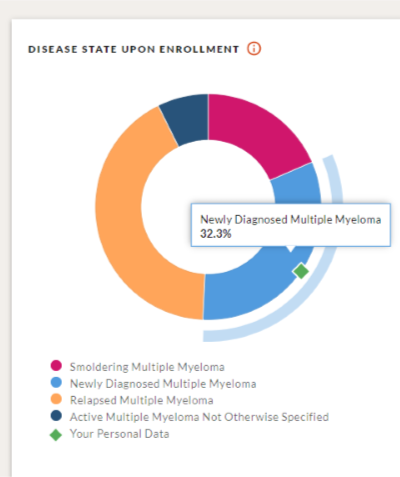 DISEASE STATE UPON ENROLLMENT
Newly Diagnosed Multiple Myeloma
32.3%
Smoldering Multiple Myeloma
Newly Diagnosed Multiple Myeloma
Relapsed Multiple Myeloma
Active Multiple Myeloma Not Otherwise Specified
Your Personal Data